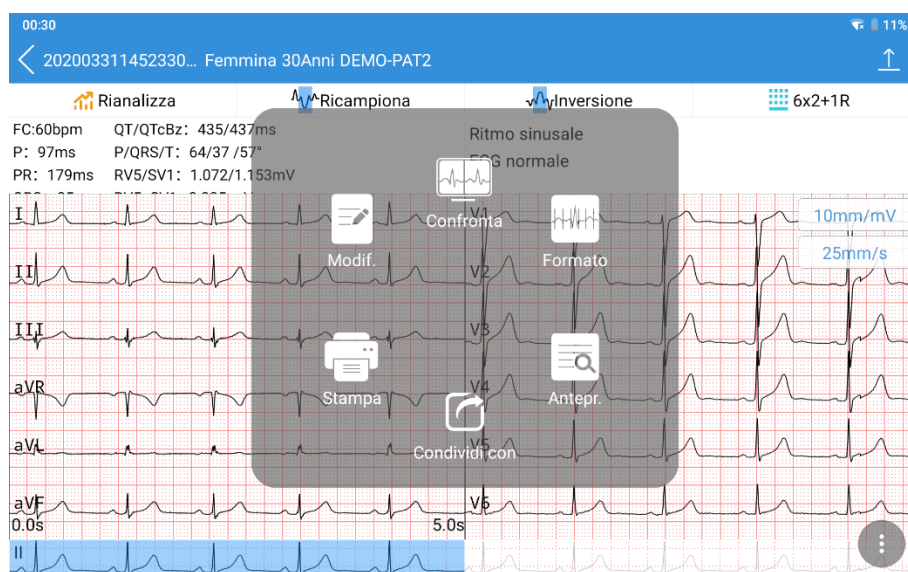 00:30
11%
202003311452330... Femmina 30Anni DEMO-PAT2
Rianalizza
Ricampiona
Inversione
6x2+1R
FC:60bpm QT/QTcBz: 435/437ms
P: 97ms P/QRS/T: 64/37 /57°
PR: 179ms RV5/SV1: 1.072/1.153mV
Ritmo sinusale
ECG normale
10mm/mV
25mm/s
Confronta
Modif.
Formato
Stampa
Antepr.
Condividi con
I
II
III
aVR
aVL
aVF
V1
V2
V3
V4
V5
V6
0.0s
5.0s
II